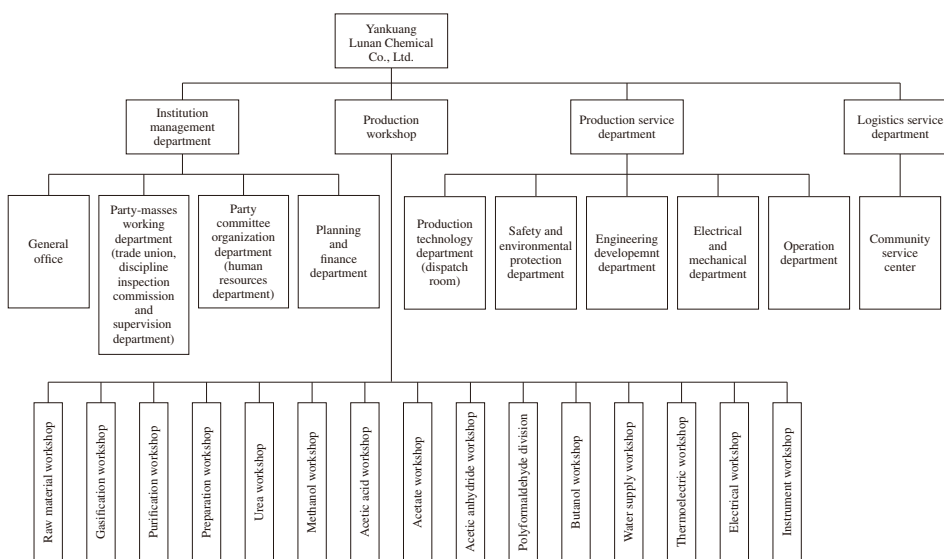 Yankuang
Lunan Chemical
Co., Ltd.
Institution
management
department
Production
workshop
Production service
department
Logistics service
department
General
office
Party-masses
working
department
(trade union,
discipline
inspection
commission
and
supervision
department)
Party
committee
organization
department
(human
resources
department)
Planning
and
finance
department
Production
technology
department
(dispatch
room)
Safety and
environmental
protection
department
Engineering
developemnt
department
Electrical
and
mechanical
department
Operation
department
Community
service
center
Raw material workshop
Gasification workshop
Purification workshop
Preparation workshop
Urea workshop
Methanol workshop
Acetic acid workshop
Acetate workshop
Acetic anhydride workshop
Polyformaldehyde division
Butanol workshop
Water supply workshop
Thermoelectric workshop
Electrical workshop
Instrument workshop